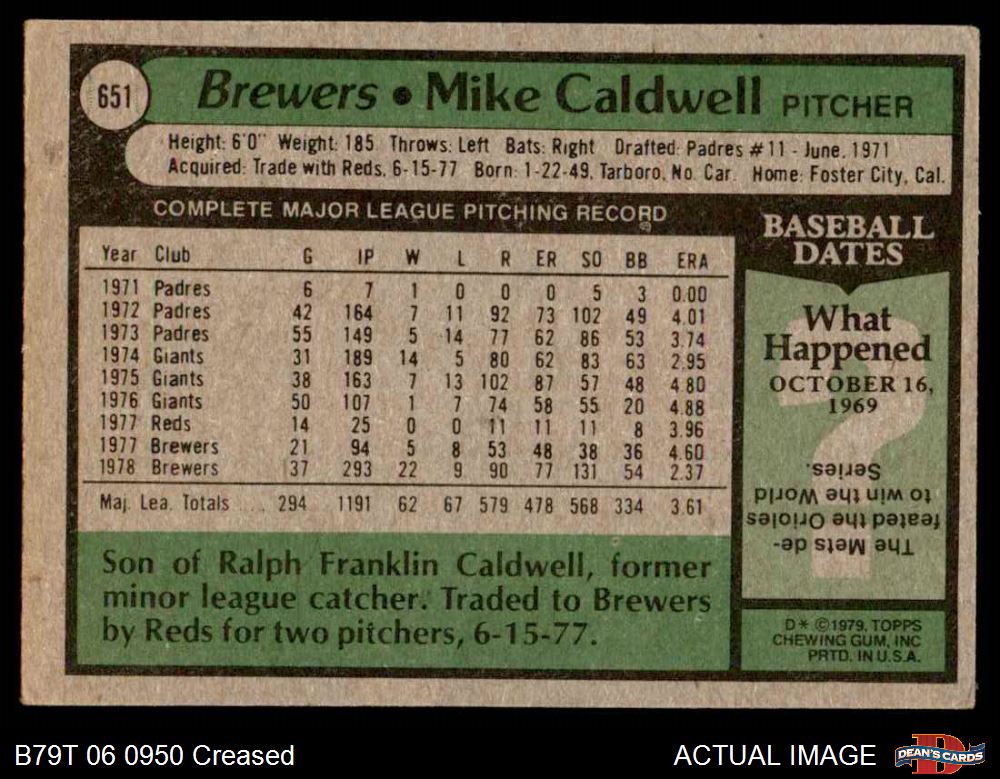 651
Brewers • Mike Caldwell PITCHER
Height: 6'0" Weight: 185 Throws: Left Bats: Right Drafted: Padres #11 - June, 1971
Acquired: Trade with Reds, 6-15-77 Born: 1-22-49, Tarboro, No. Car. Home: Foster City, Cal.
COMPLETE MAJOR LEAGUE PITCHING RECORD
Year Club G IP W L R ER SO BB ERA
1971 Padres 6 7 1 0 0 0 5 3 0.00
1972 Padres 42 164 7 11 92 73 102 49 4.01
1973 Padres 55 149 5 14 77 62 86 53 3.74
1974 Giants 31 189 14 5 80 62 83 63 2.95
1975 Giants 38 163 7 13 102 87 57 48 4.80
1976 Giants 50 107 1 7 74 58 55 20 4.88
1977 Reds 14 25 0 0 11 11 11 8 3.96
1977 Brewers 21 94 5 8 53 48 38 36 4.60
1978 Brewers 37 293 22 9 90 77 131 54 2.37
Maj. Lea. Totals ... 294 1191 62 67 579 478 568 334 3.61
Son of Ralph Franklin Caldwell, former
minor league catcher. Traded to Brewers
by Reds for two pitchers, 6-15-77.
BASEBALL
DATES
What
Happened
OCTOBER 16,
1969
The Mets de-
feated the Orioles
to win the World
Series.
D* ©1979, TOPPS
CHEWING GUM, INC
PRTD. IN U.S.A.
B79T 06 0950 Creased
ACTUAL IMAGE
DEAN'S CARDS